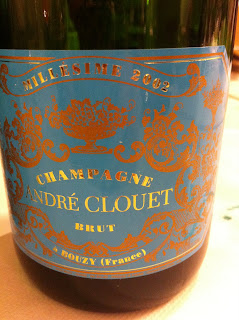 MILLESIME 2002
CHAMPAGNE
ANDRÉ CLOUET
BRUT
à BOUZY (France)